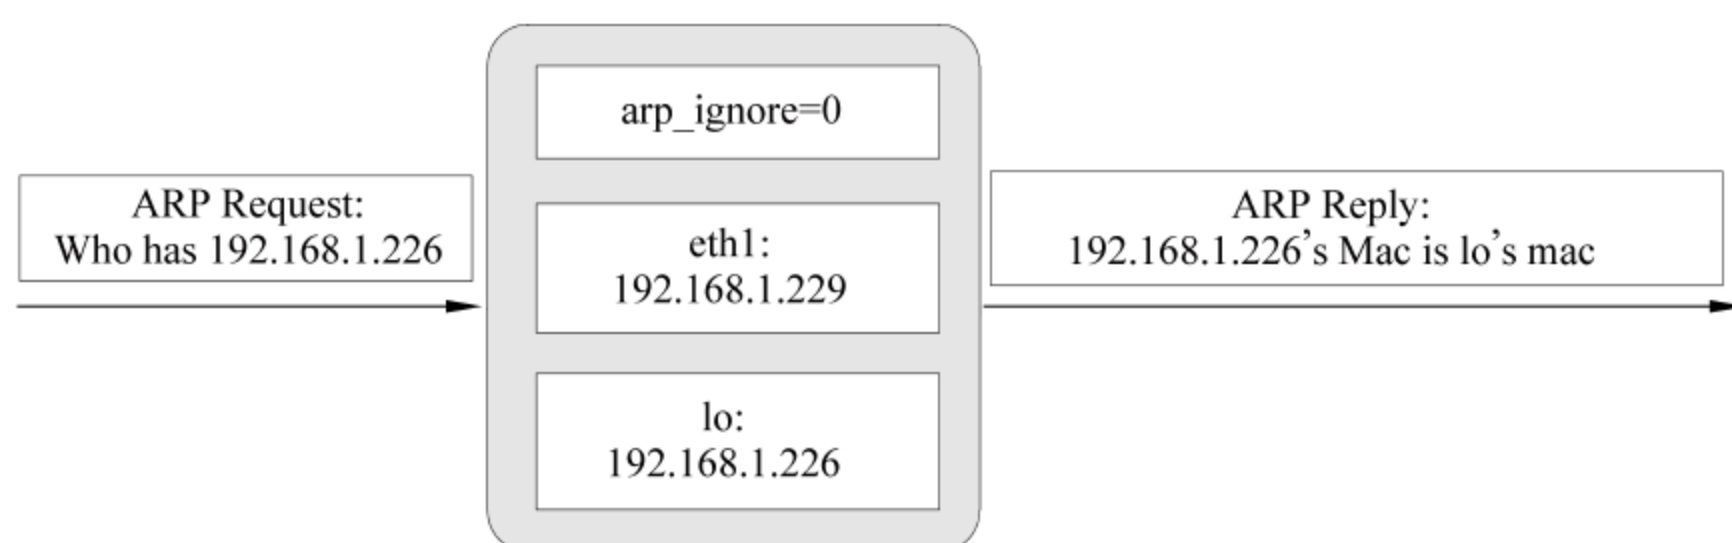 arp_ignore=0
ARP Request:
Who has 192.168.1.226
eth1:
192.168.1.229
ARP Reply:
192.168.1.226’s Mac is lo’s mac
lo:
192.168.1.226